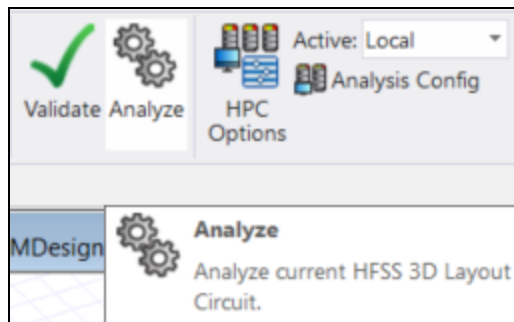 Active: Local
Analysis Config
Validate Analyze HPC
Options
MDesign
Analyze
Analyze current HFSS 3D Layout
Circuit.